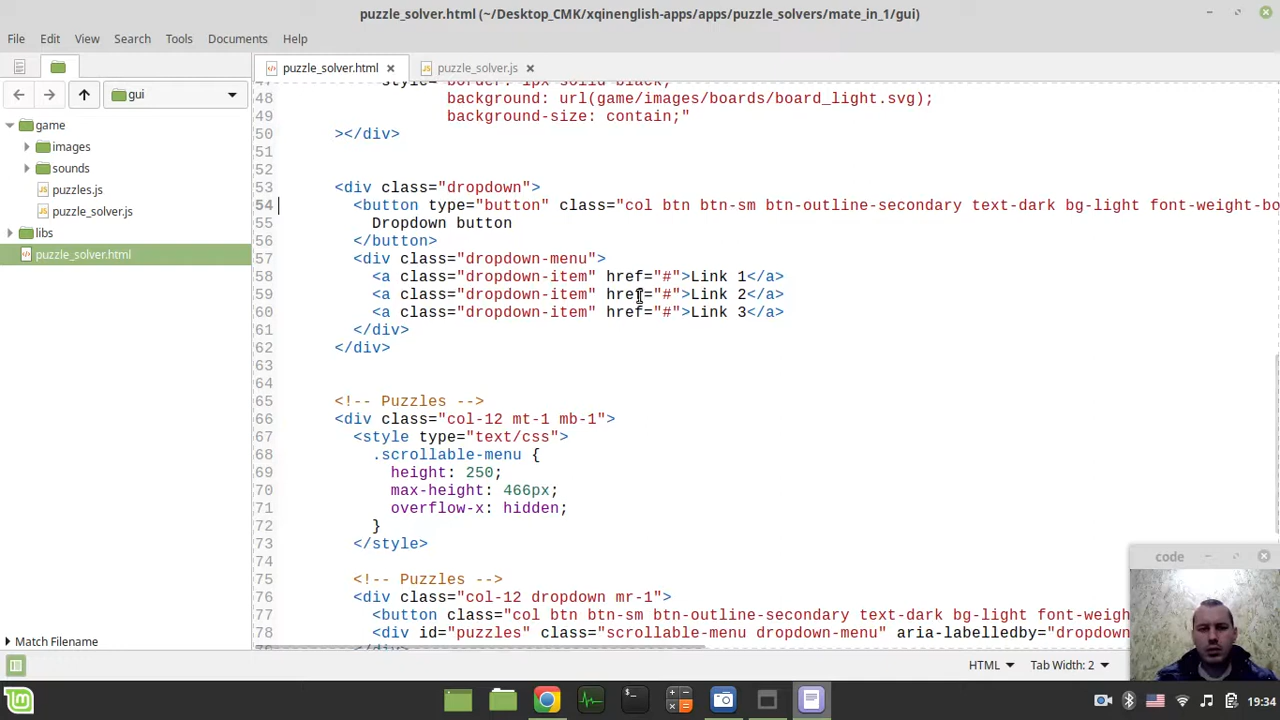 puzzle_solver.html (~/Desktop_CMK/xqinenglish-apps/apps/puzzle_solvers/mate_in_1/gui)
File Edit View Search Tools Documents Help
puzzle_solver.html puzzle_solver.js
gui
game
images
sounds
puzzles.js
puzzle_solver.js
libs
puzzle_solver.html
47 style="border: 1px solid black;
48 background: url(game/images/boards/board_light.svg);
49 background-size: contain;"
50 ></div>
51
52
53 <div class="dropdown">
54 <button type="button" class="col btn btn-sm btn-outline-secondary text-dark bg-light font-weight-bo
55 Dropdown button
56 </button>
57 <div class="dropdown-menu">
58 <a class="dropdown-item" href="#">Link 1</a>
59 <a class="dropdown-item" href="#">Link 2</a>
60 <a class="dropdown-item" href="#">Link 3</a>
61 </div>
62 </div>
63
64
65 <!-- Puzzles -->
66 <div class="col-12 mt-1 mb-1">
67 <style type="text/css">
68 .scrollable-menu {
69 height: 250;
70 max-height: 466px;
71 overflow-x: hidden;
72 }
73 </style>
74
75 <!-- Puzzles -->
76 <div class="col-12 dropdown mr-1">
77 <button class="col btn btn-sm btn-outline-secondary text-dark bg-light font-weigh
78 <div id="puzzles" class="scrollable-menu dropdown-menu" aria-labelledby="dropdown
Match Filename
code
HTML Tab Width: 2
19:34